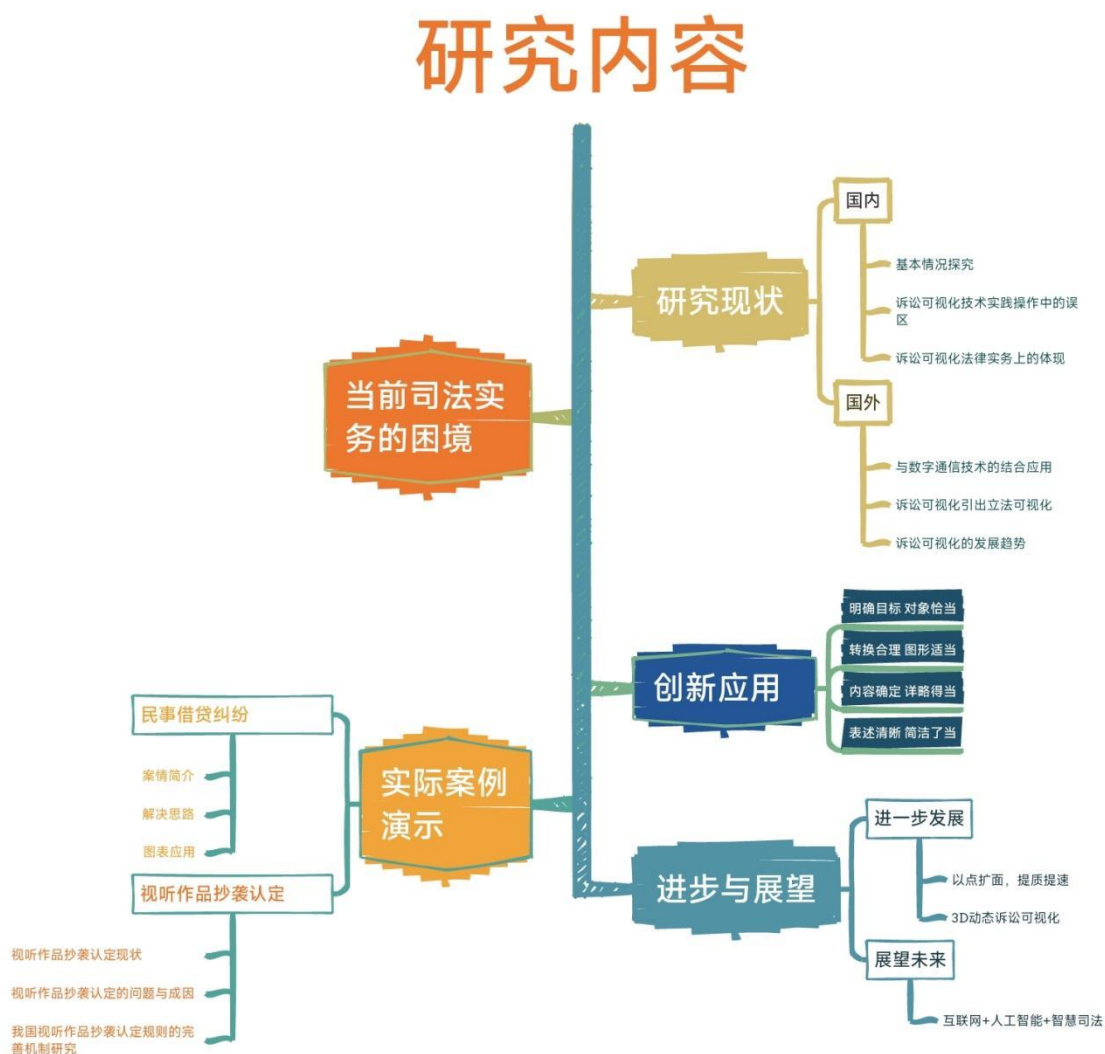 研究内容
当前司法实
务的困境
研究现状
国内
基本情况探究
诉讼可视化技术实践操作中的误
区
诉讼可视化法律实务上的体现
国外
与数字通信技术的结合应用
诉讼可视化引出立法可视化
诉讼可视化的发展趋势
创新应用
明确目标 对象恰当
转换合理 图形适当
内容确定 详略得当
表述清晰 简洁了当
实际案例
演示
民事借贷纠纷
案情简介
解决思路
图表应用
视听作品抄袭认定
视听作品抄袭认定现状
视听作品抄袭认定的问题与成因
我国视听作品抄袭认定规则的完
善机制研究
进步与展望
进一步发展
以点扩面，提质提速
3D动态诉讼可视化
展望未来
互联网+人工智能+智慧司法